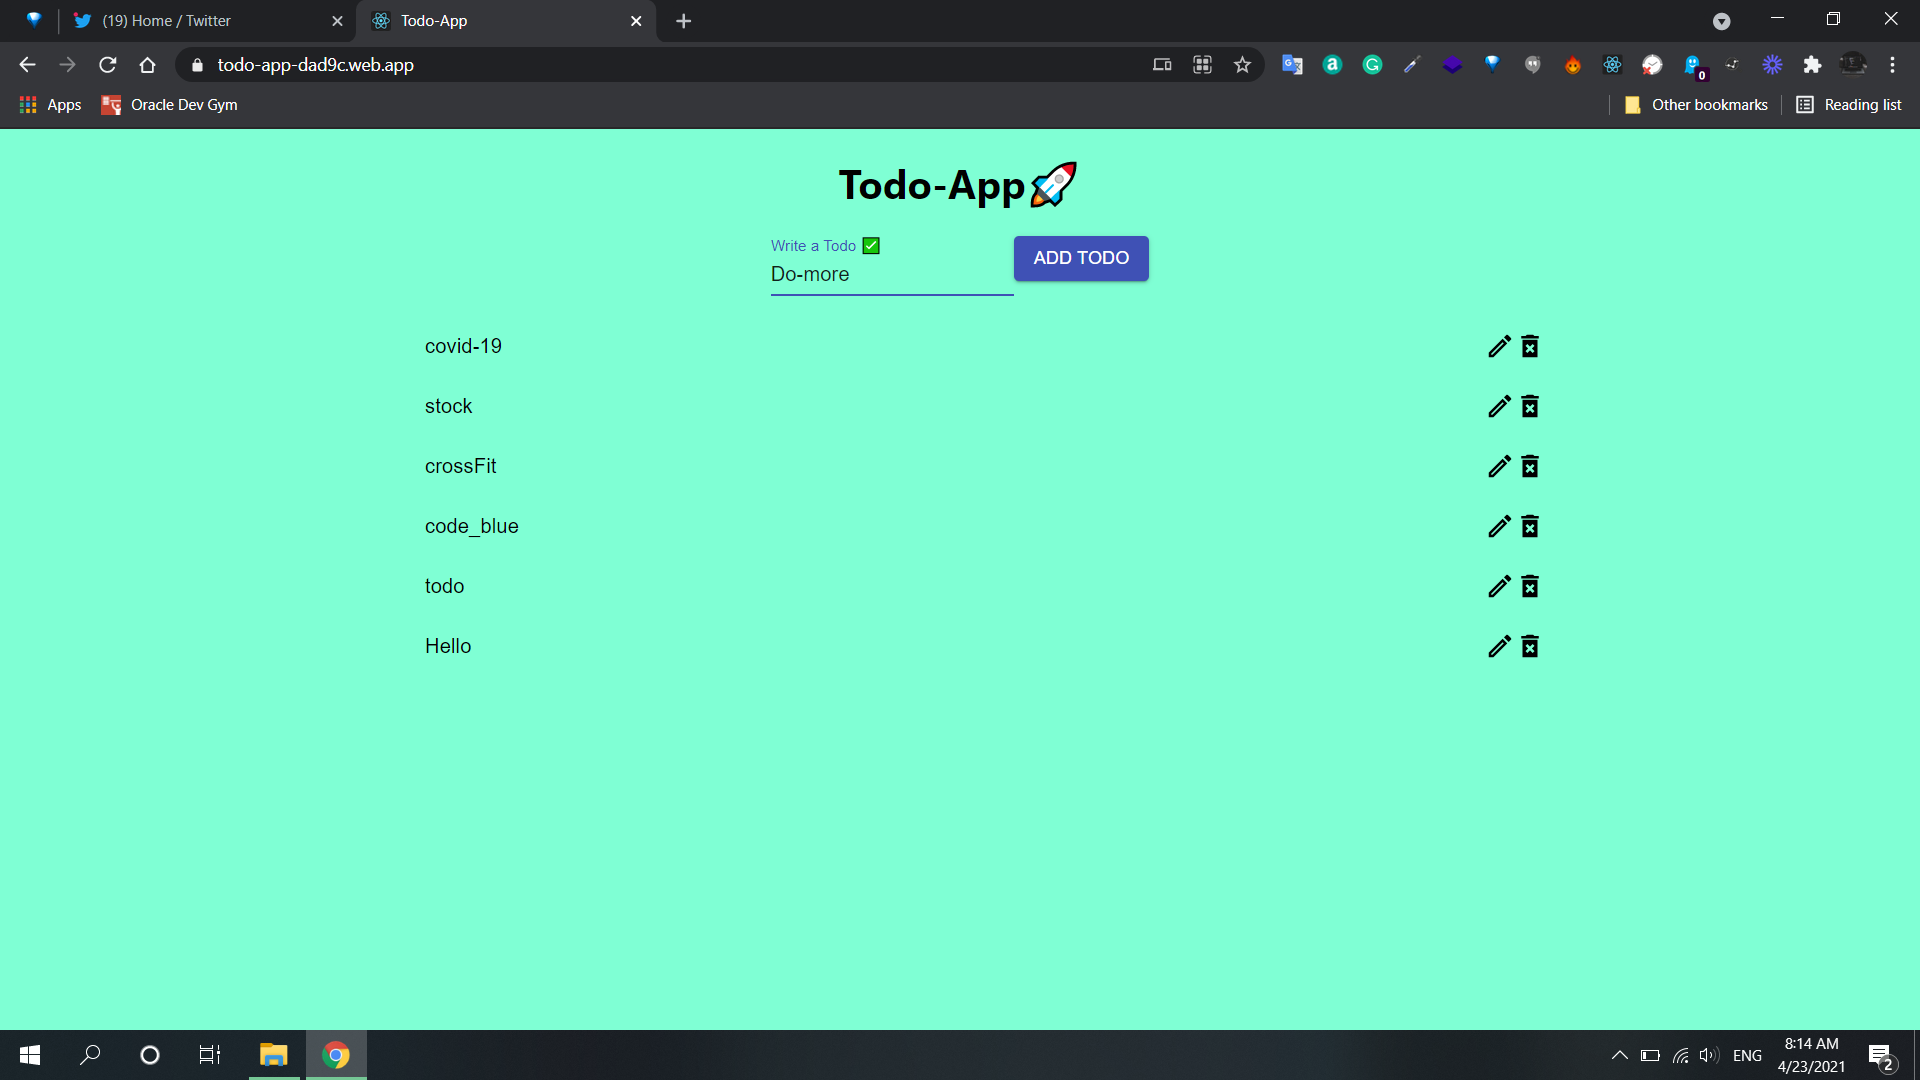 (19) Home / Twitter
Todo-App
todo-app-dad9c.web.app
0
Apps
Oracle Dev Gym
Other bookmarks
Reading list
Todo-App🚀
Write a Todo ✅
Do-more
ADD TODO
covid-19
stock
crossFit
code_blue
todo
Hello
ENG
8:14 AM
4/23/2021
2